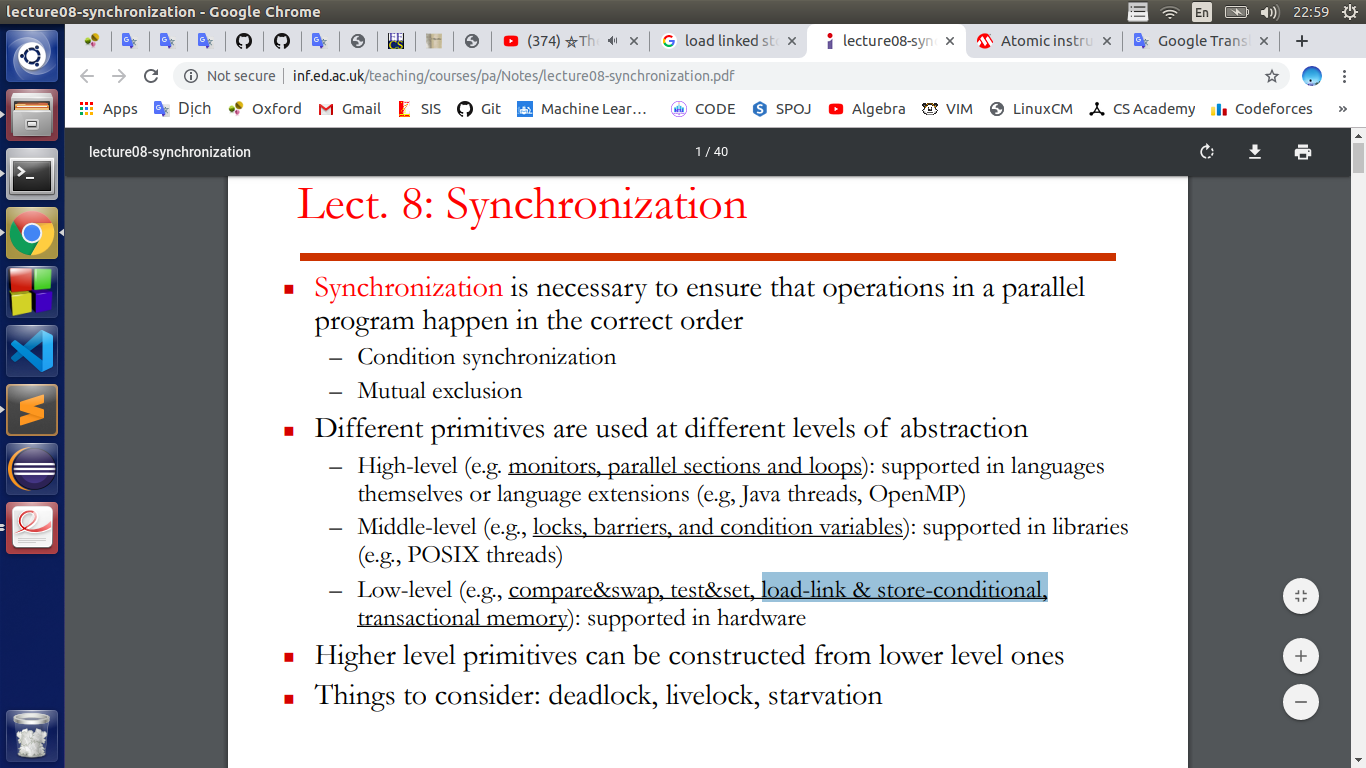 lecture08-synchronization - Google Chrome
En
22:59
(374) ☆Th
load linked st
lecture08-syn
Atomic instru
Google Transl
Not secure
inf.ed.ac.uk/teaching/courses/pa/Notes/lecture08-synchronization.pdf
Apps
Dịch
Oxford
Gmail
SIS
Git
Machine Lear…
CODE
SPOJ
Algebra
VIM
LinuxCM
CS Academy
Codeforces
»
lecture08-synchronization
1 / 40
Lect. 8: Synchronization
▪ Synchronization is necessary to ensure that operations in a parallel
program happen in the correct order
– Condition synchronization
– Mutual exclusion
▪ Different primitives are used at different levels of abstraction
– High-level (e.g. monitors, parallel sections and loops): supported in languages
themselves or language extensions (e.g, Java threads, OpenMP)
– Middle-level (e.g., locks, barriers, and condition variables): supported in libraries
(e.g., POSIX threads)
– Low-level (e.g., compare&swap, test&set, load-link & store-conditional,
transactional memory): supported in hardware
▪ Higher level primitives can be constructed from lower level ones
▪ Things to consider: deadlock, livelock, starvation